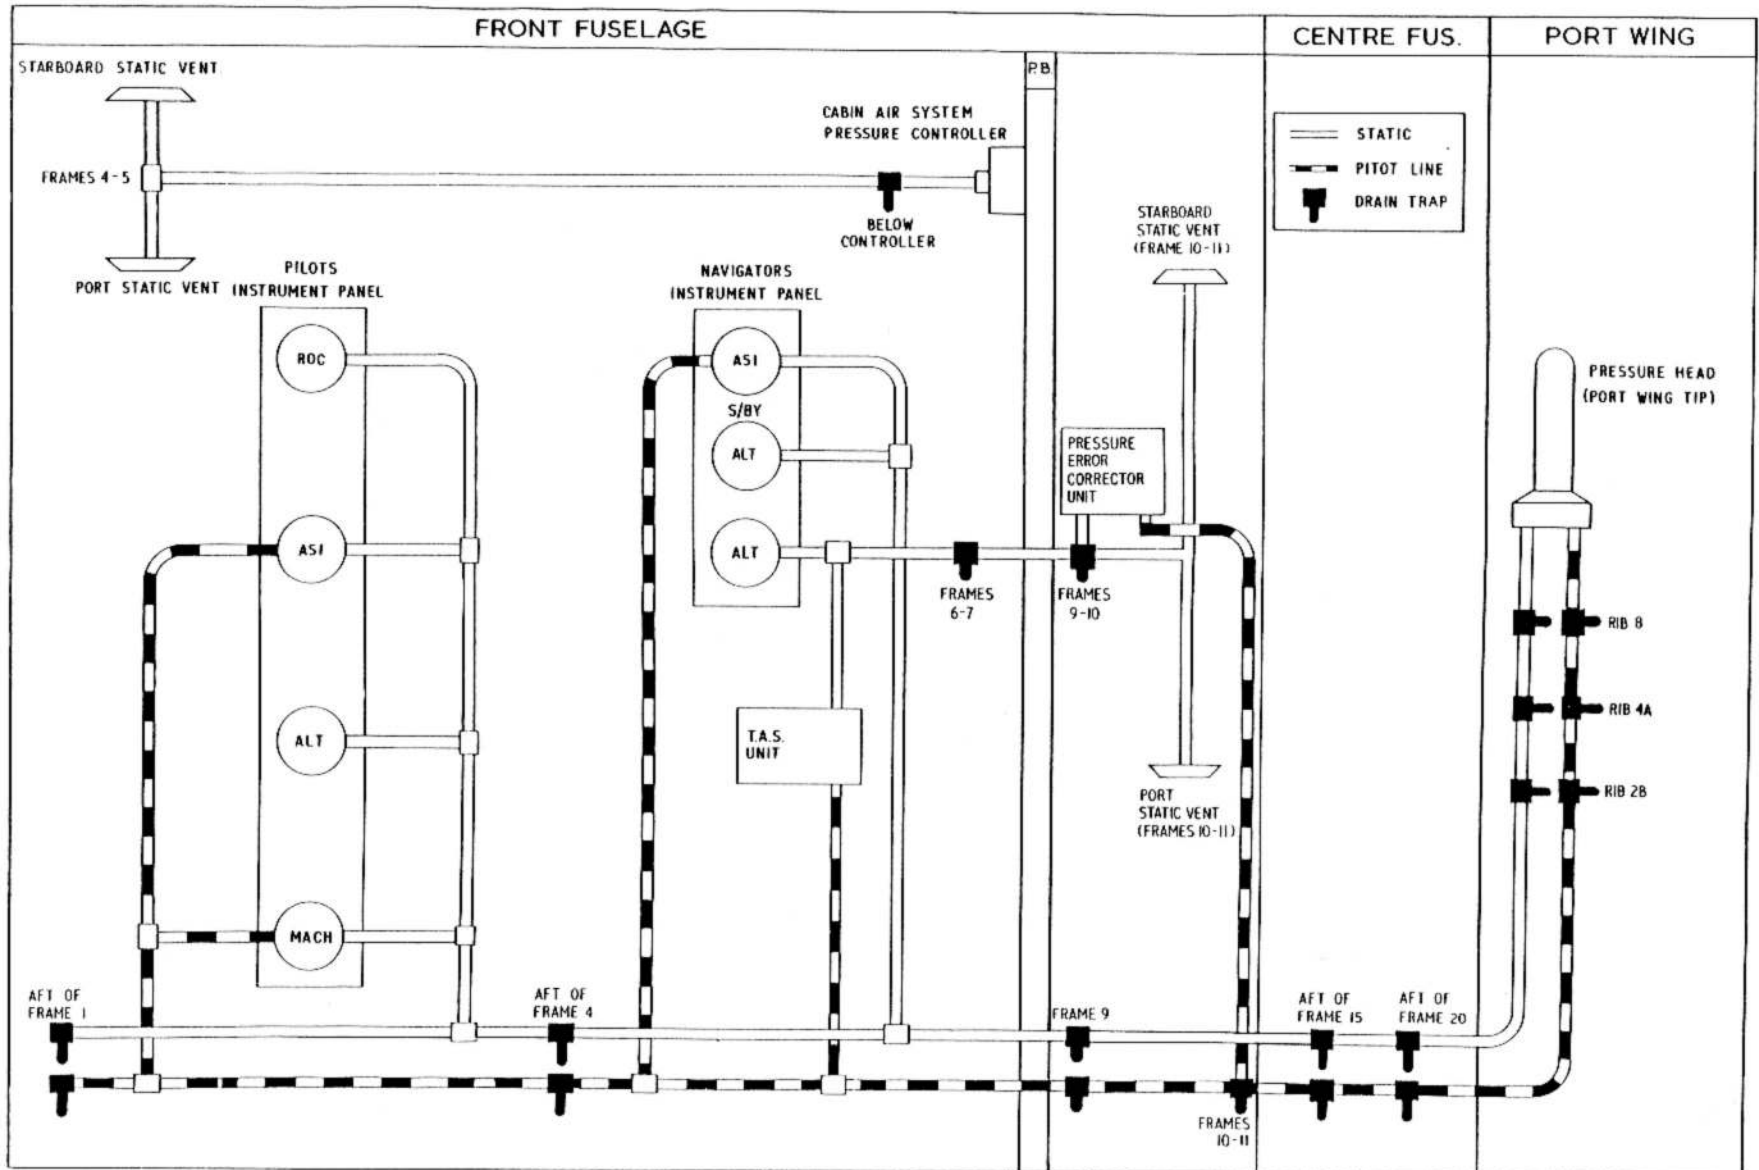 FRONT FUSELAGE
CENTRE FUS.
PORT WING
P.B.
STARBOARD STATIC VENT
FRAMES 4-5
PORT STATIC VENT
CABIN AIR SYSTEM
PRESSURE CONTROLLER
BELOW
CONTROLLER
STATIC
PITOT LINE
DRAIN TRAP
STARBOARD
STATIC VENT
(FRAME 10-11)
PILOTS
INSTRUMENT PANEL
ROC
ASI
ALT
MACH
NAVIGATORS
INSTRUMENT PANEL
ASI
S/BY
ALT
ALT
T.A.S.
UNIT
FRAMES
6-7
PRESSURE
ERROR
CORRECTOR
UNIT
FRAMES
9-10
PORT
STATIC VENT
(FRAMES 10-11)
PRESSURE HEAD
(PORT WING TIP)
RIB 8
RIB 4A
RIB 2B
AFT OF
FRAME 1
AFT OF
FRAME 4
FRAME 9
FRAMES
10-11
AFT OF
FRAME 15
AFT OF
FRAME 20